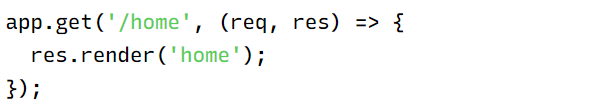 app.get('/home', (req, res) => {
  res.render('home');
});